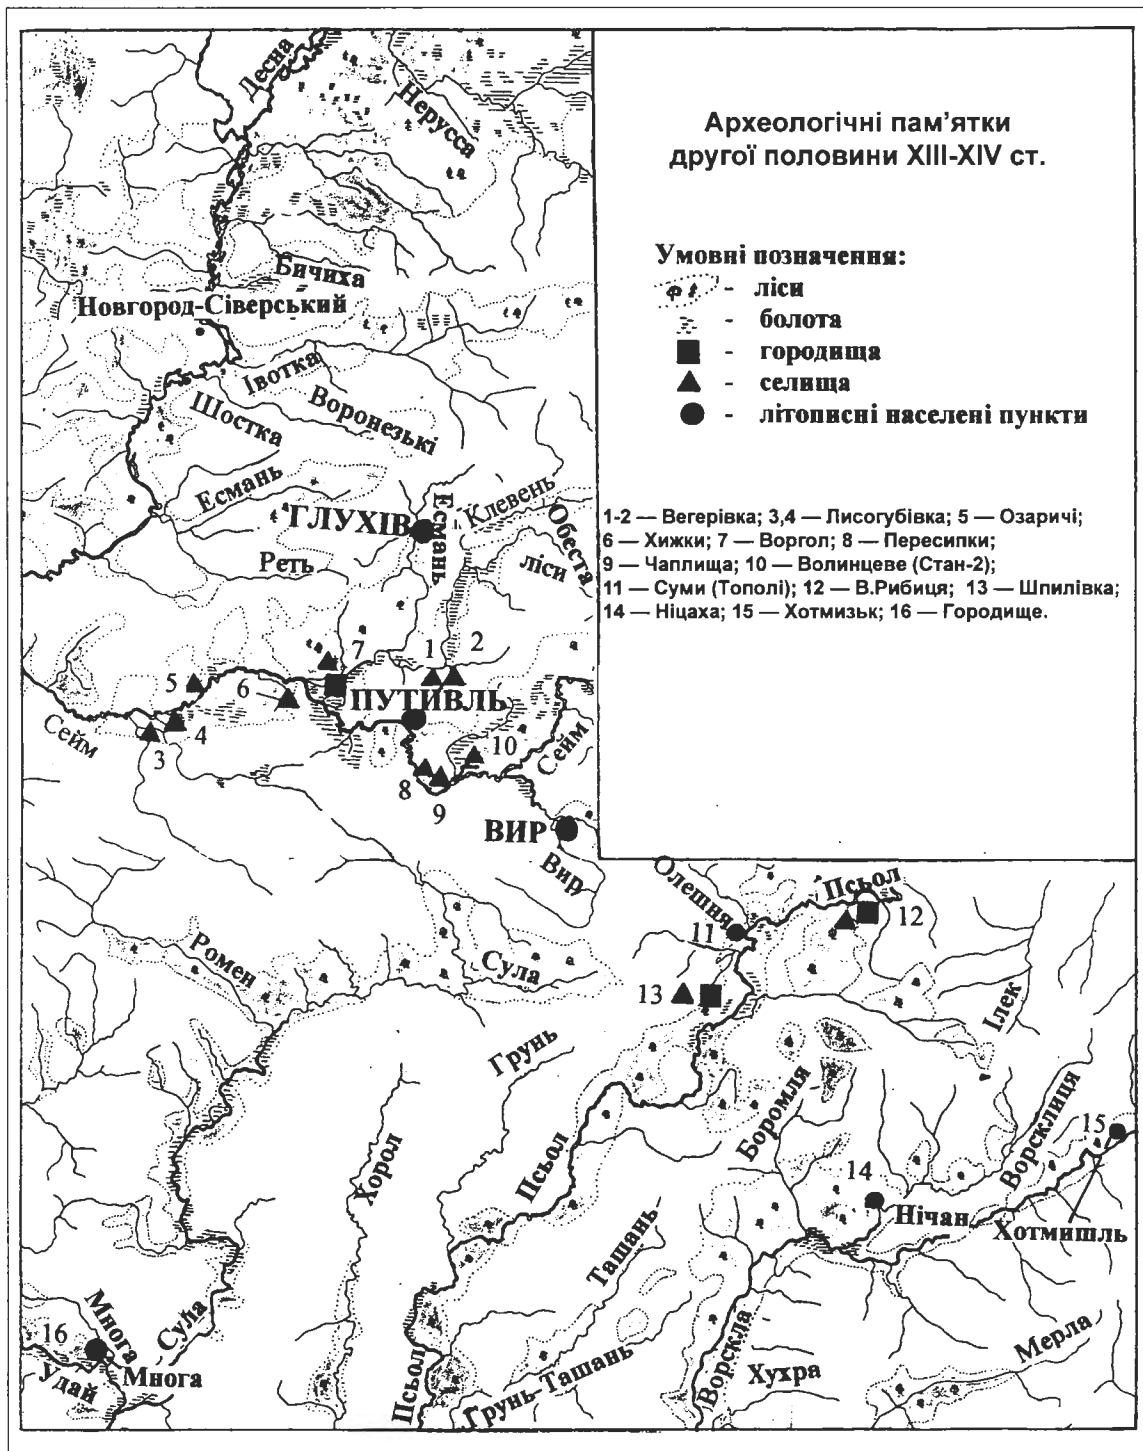 Археологічні пам'ятки
другої половини XIII-XIV ст.
Умовні позначення:
- ліси
- болота
- городища
- селища
- літописні населені пункти
1-2 — Вегерівка; 3,4 — Лисогубівка; 5 — Озаричі;
6 — Хижки; 7 — Воргол; 8 — Пересипки;
9 — Чаплища; 10 — Волинцеве (Стан-2);
11 — Суми (Тополі); 12 — В.Рибиця; 13 — Шпилівка;
14 — Ніцаха; 15 — Хотмизьк; 16 — Городище.
Десна
Нерусса
Бичиха
Новгород-Сіверський
Івотка
Шостка
Воронезькі
Есмань
ГЛУХІВ
Есмань
Клевень
Обеста
ліси
Реть
7
1
2
5
6
ПУТИВЛЬ
Сейм
3
4
10
Сейм
8
9
ВИР
Вир
Олешня
Псьол
11
12
Ромен
Сула
13
Ілек
Грунь
Боромля
Хорол
Псьол
Ворсклиця
15
14
Нічан
Хотмишль
Ташань
Многа
Сула
16
Удай
Многа
Псьол
Грунь-Ташань
Ворскла
Хухра
Мерла